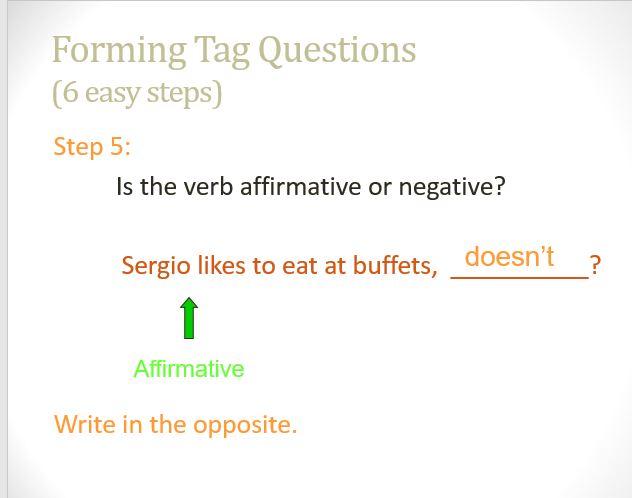 Forming Tag Questions
(6 easy steps)
Step 5:
Is the verb affirmative or negative?
Sergio likes to eat at buffets, __________?
doesn’t
Affirmative
Write in the opposite.